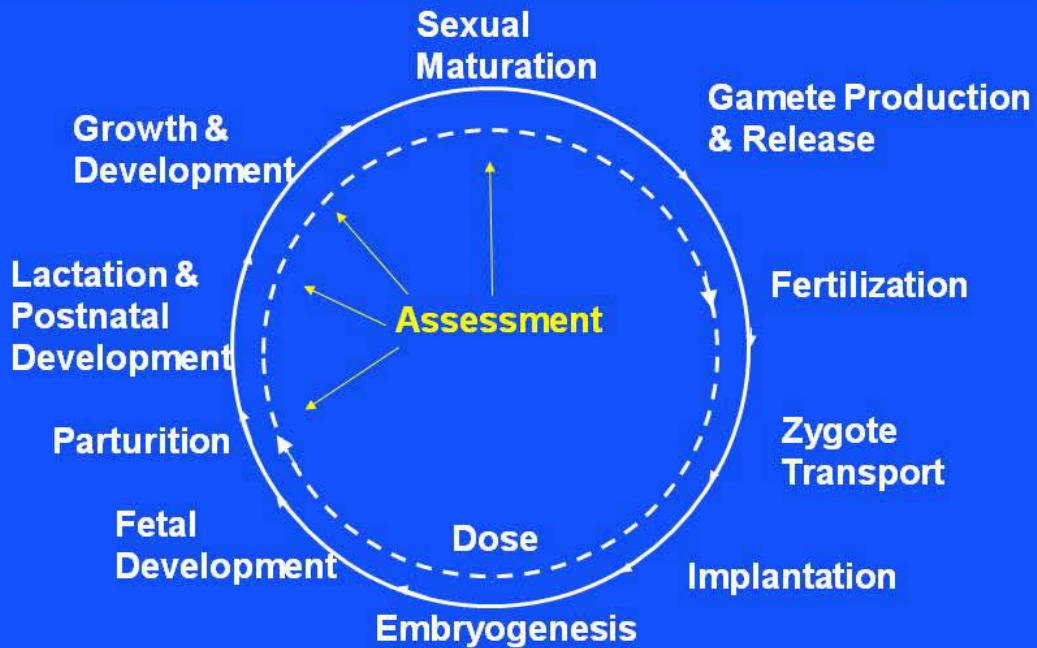 Sexual
Maturation
Gamete Production
& Release
Fertilization
Zygote
Transport
Implantation
Embryogenesis
Fetal
Development
Parturition
Lactation &
Postnatal
Development
Growth &
Development
Assessment
Dose